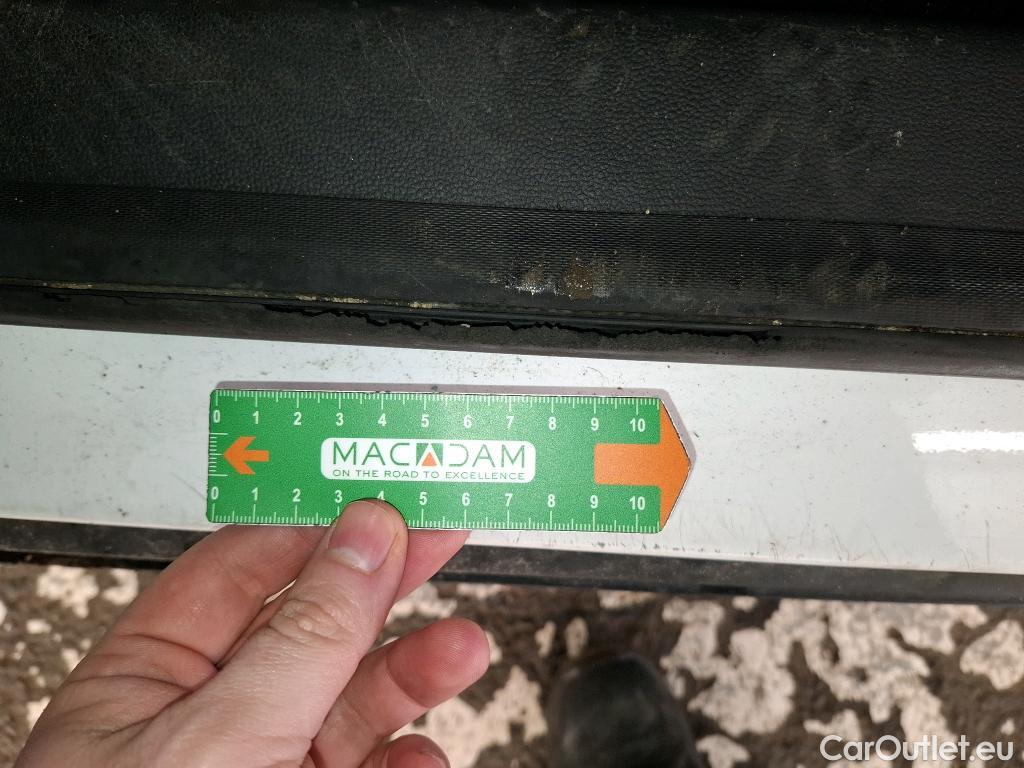 0 1 2 3 4 5 6 7 8 9 10
MACADAM
ON THE ROAD TO EXCELLENCE
0 1 2 3 4 5 6 7 8 9 10
CarOutlet.eu